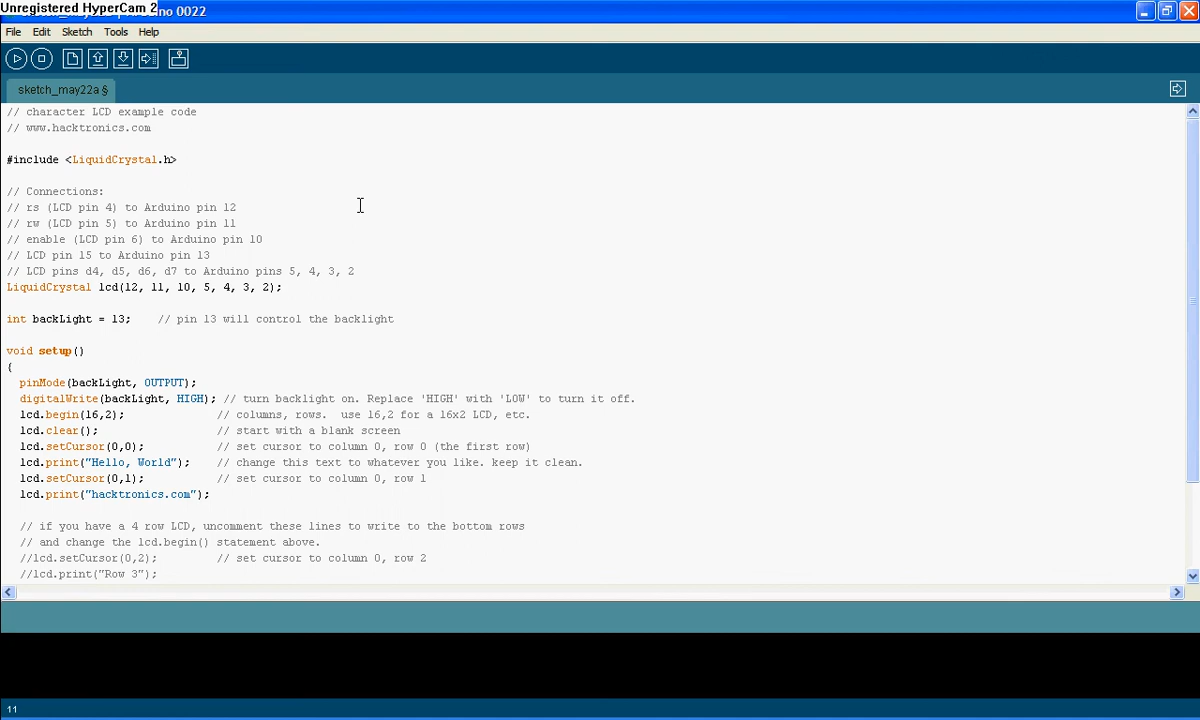 Unregistered HyperCam 2
sketch_may22a | Arduino 0022
File Edit Sketch Tools Help
sketch_may22a §
// character LCD example code
// www.hacktronics.com
#include <LiquidCrystal.h>
// Connections:
// rs (LCD pin 4) to Arduino pin 12
// rw (LCD pin 5) to Arduino pin 11
// enable (LCD pin 6) to Arduino pin 10
// LCD pin 15 to Arduino pin 13
// LCD pins d4, d5, d6, d7 to Arduino pins 5, 4, 3, 2
LiquidCrystal lcd(12, 11, 10, 5, 4, 3, 2);
int backLight = 13;    // pin 13 will control the backlight
void setup()
{
  pinMode(backLight, OUTPUT);
  digitalWrite(backLight, HIGH); // turn backlight on. Replace 'HIGH' with 'LOW' to turn it off.
  lcd.begin(16,2);              // columns, rows.  use 16,2 for a 16x2 LCD, etc.
  lcd.clear();                  // start with a blank screen
  lcd.setCursor(0,0);           // set cursor to column 0, row 0 (the first row)
  lcd.print("Hello, World");    // change this text to whatever you like. keep it clean.
  lcd.setCursor(0,1);           // set cursor to column 0, row 1
  lcd.print("hacktronics.com");
  // if you have a 4 row LCD, uncomment these lines to write to the bottom rows
  // and change the lcd.begin() statement above.
  //lcd.setCursor(0,2);         // set cursor to column 0, row 2
  //lcd.print("Row 3");
11